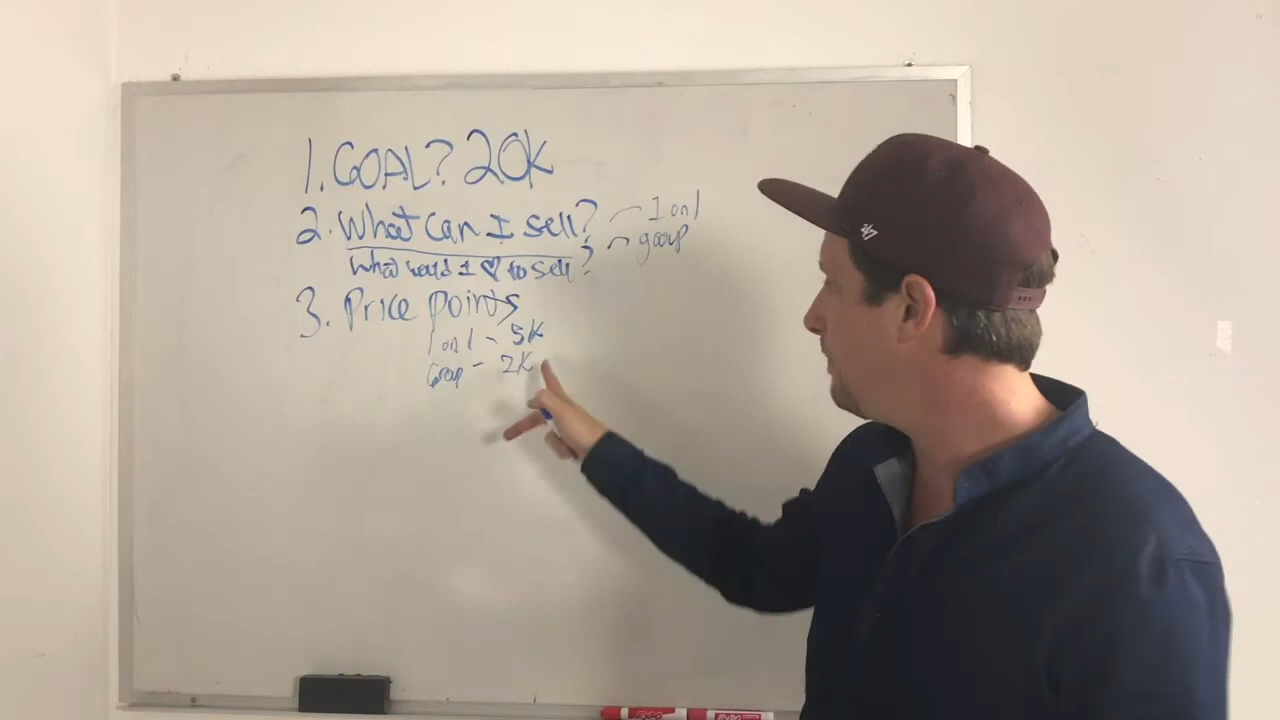 1. GOAL? 20K
2. What can I sell? - 1 on 1
- group
What would I ♡ to sell?
3. Price points
1 on 1 - 5K
Group - 2K
EXPO